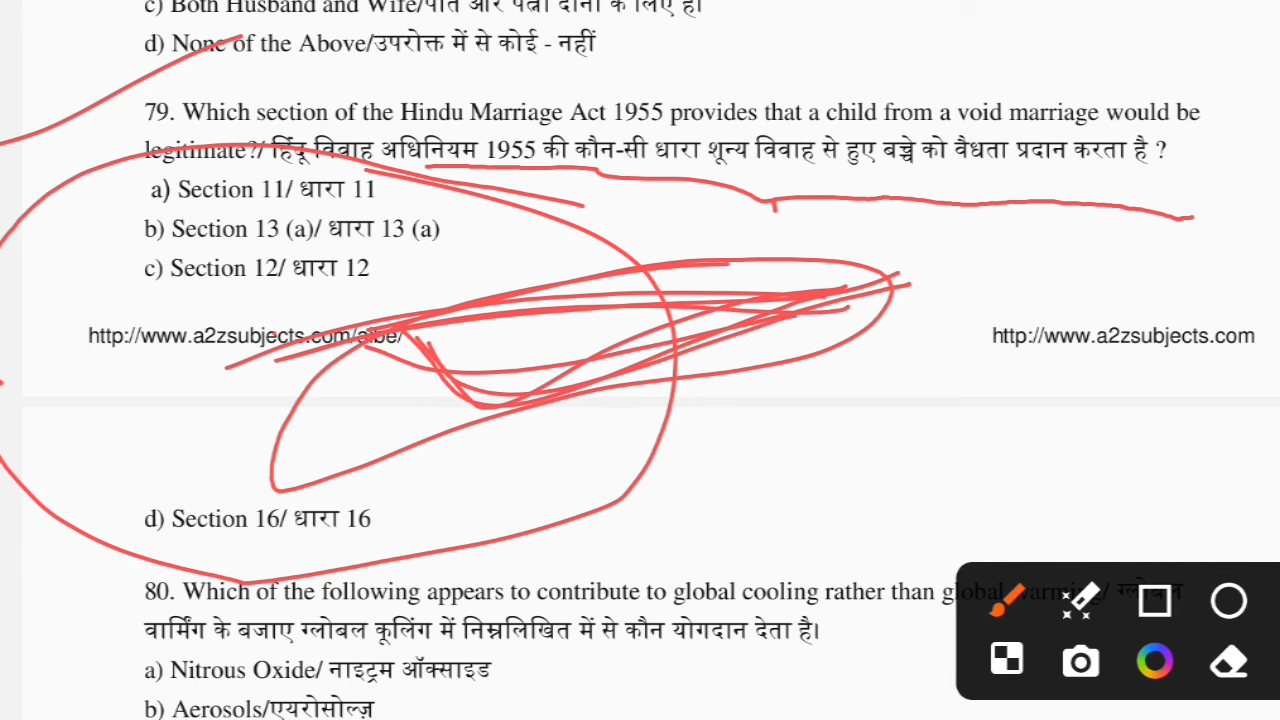 c) Both Husband and Wife/पति और पत्नी दोनों के लिए है।
d) None of the Above/उपरोक्त में से कोई - नहीं
79. Which section of the Hindu Marriage Act 1955 provides that a child from a void marriage would be
legitimate?/ हिंदू विवाह अधिनियम 1955 की कौन-सी धारा शून्य विवाह से हुए बच्चे को वैधता प्रदान करता है ?
a) Section 11/ धारा 11
b) Section 13 (a)/ धारा 13 (a)
c) Section 12/ धारा 12
http://www.a2zsubjects.com/aibe/ http://www.a2zsubjects.com
d) Section 16/ धारा 16
80. Which of the following appears to contribute to global cooling rather than global warming/ ग्लोबल
वार्मिंग के बजाए ग्लोबल कूलिंग में निम्नलिखित में से कौन योगदान देता है।
a) Nitrous Oxide/ नाइट्रम ऑक्साइड
b) Aerosols/एयरोसोल्ज़